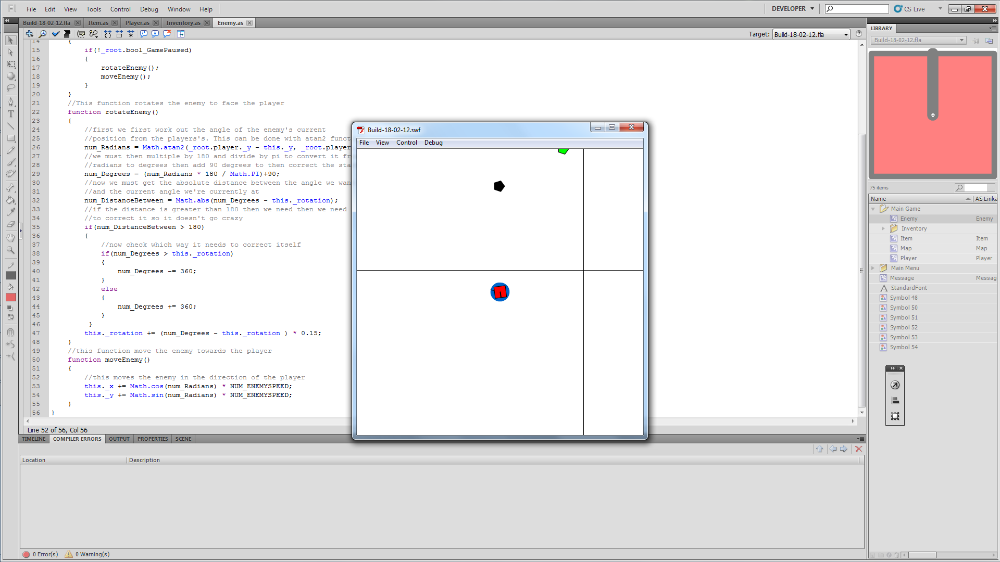 Fl File Edit View Tools Control Debug Window Help DEVELOPER CS Live
Build-18-02-12.fla Item.as Player.as Inventory.as Enemy.as
Target: Build-18-02-12.fla
14 {
15 if(!_root.bool_GamePaused)
16 {
17 rotateEnemy();
18 moveEnemy();
19 }
20 }
21 //This function rotates the enemy to face the player
22 function rotateEnemy()
23 {
24 //first we first work out the angle of the enemy's current
25 //position from the players's. This can be done with atan2 funct
26 num_Radians = Math.atan2(_root.player._y - this._y, _root.player
27 //we must then multiple by 180 and divide by pi to convert it fr
28 //radians to degrees then add 90 degrees to then correct the sta
29 num_Degrees = (num_Radians * 180 / Math.PI)+90;
30 //now we must get the absolute distance between the angle we wan
31 //and the current angle we're currently at
32 num_DistanceBetween = Math.abs(num_Degrees - this._rotation);
33 //if the distance is greater than 180 then we need then we need
34 //to correct it so it doesn't go crazy
35 if(num_DistanceBetween > 180)
36 {
37 //now check which way it needs to correct itself
38 if(num_Degrees > this._rotation)
39 {
40 num_Degrees -= 360;
41 }
42 else
43 {
44 num_Degrees += 360;
45 }
46 }
47 this._rotation += (num_Degrees - this._rotation ) * 0.15;
48 }
49 //this function move the enemy towards the player
50 function moveEnemy()
51 {
52 //this moves the enemy in the direction of the player
53 this._x += Math.cos(num_Radians) * NUM_ENEMYSPEED;
54 this._y += Math.sin(num_Radians) * NUM_ENEMYSPEED;
55 }
56 }
Line 52 of 56, Col 56
TIMELINE COMPILER ERRORS OUTPUT PROPERTIES SCENE
Location Description
0 Error(s) 0 Warning(s)
Build-18-02-12.swf
File View Control Debug
LIBRARY
Build-18-02-12.fla
75 items
Name AS Linka
Main Game
Enemy Enemy
Inventory
Item Item
Map Map
Player Player
Main Menu
Message Messag
StandardFont
Symbol 48
Symbol 50
Symbol 51
Symbol 52
Symbol 53
Symbol 54